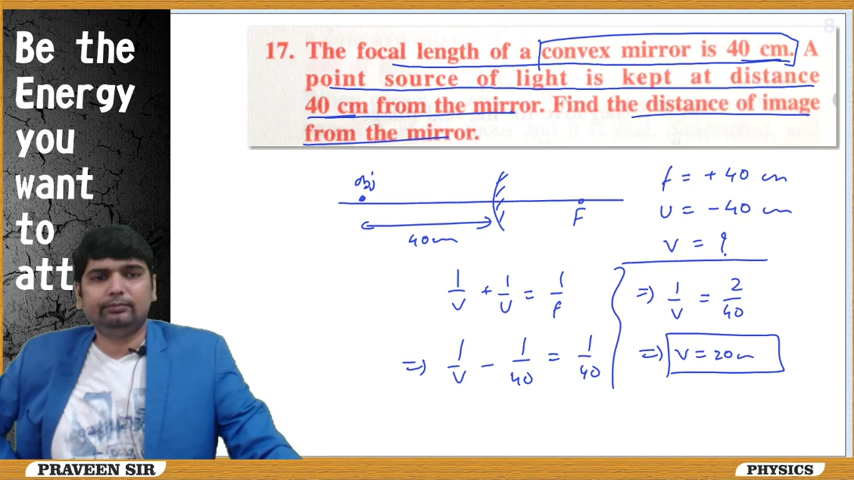 Be the
Energy
you
want
to
att
8
17. The focal length of a convex mirror is 40 cm. A
point source of light is kept at distance
40 cm from the mirror. Find the distance of image
from the mirror.
obj
F
40cm
f = +40 cm
u = -40 cm
v = ?
1/v + 1/u = 1/f
⇒ 1/v - 1/40 = 1/40
⇒ 1/v = 2/40
⇒ v = 20cm
PRAVEEN SIR
PHYSICS